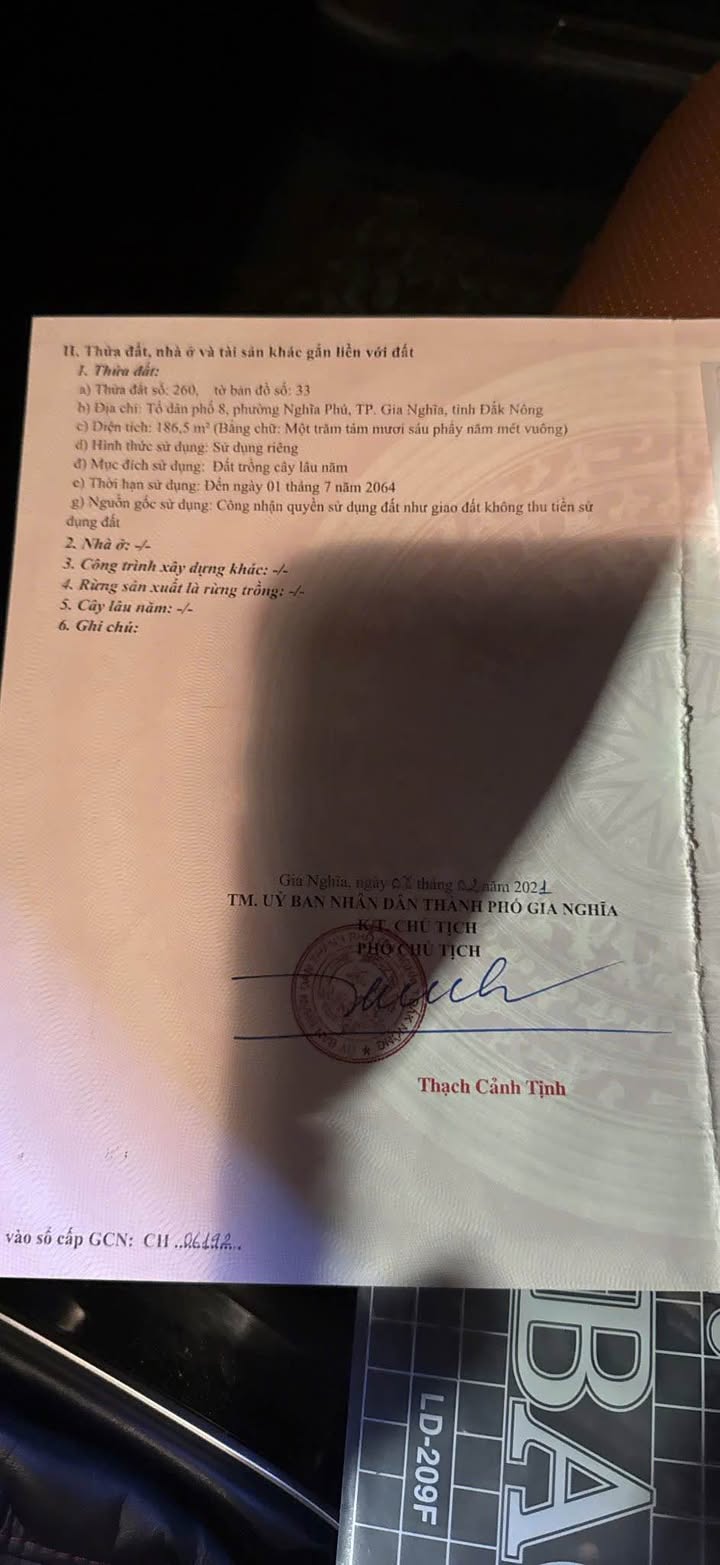 II. Thửa đất, nhà ở và tài sản khác gắn liền với đất
1. Thửa đất:
a) Thửa đất số: 260, tờ bản đồ số: 33
b) Địa chỉ: Tổ dân phố 8, phường Nghĩa Phú, TP. Gia Nghĩa, tỉnh Đắk Nông
c) Diện tích: 186,5 m² (Bằng chữ: Một trăm tám mươi sáu phẩy năm mét vuông)
d) Hình thức sử dụng: Sử dụng riêng
đ) Mục đích sử dụng: Đất trồng cây lâu năm
e) Thời hạn sử dụng: Đến ngày 01 tháng 7 năm 2064
g) Nguồn gốc sử dụng: Công nhận quyền sử dụng đất như giao đất không thu tiền sử
dụng đất
2. Nhà ở: -/-
3. Công trình xây dựng khác: -/-
4. Rừng sản xuất là rừng trồng: -/-
5. Cây lâu năm: -/-
6. Ghi chú:
Gia Nghĩa, ngày tháng 02 năm 2021
TM. UỶ BAN NHÂN DÂN THÀNH PHỐ GIA NGHĨA
K/T. CHỦ TỊCH
PHÓ CHỦ TỊCH
Thạch Cảnh Tịnh
vào sổ cấp GCN: CH
BA
LD-209F